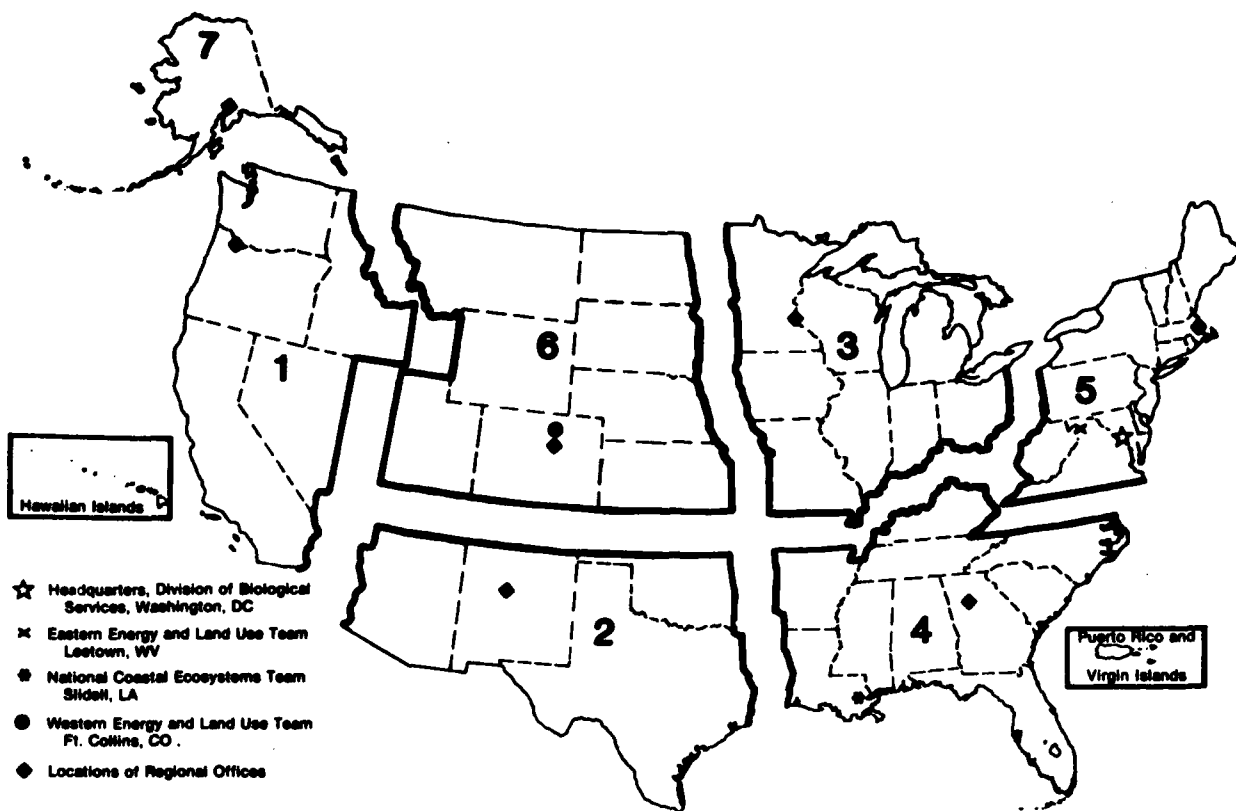 7
6
3
1
5
Hawaiian Islands
2
4
Puerto Rico and
Virgin Islands
Headquarters, Division of Biological
Services, Washington, DC
Eastern Energy and Land Use Team
Leetown, WV
National Coastal Ecosystems Team
Slidell, LA
Western Energy and Land Use Team
Ft. Collins, CO .
Locations of Regional Offices